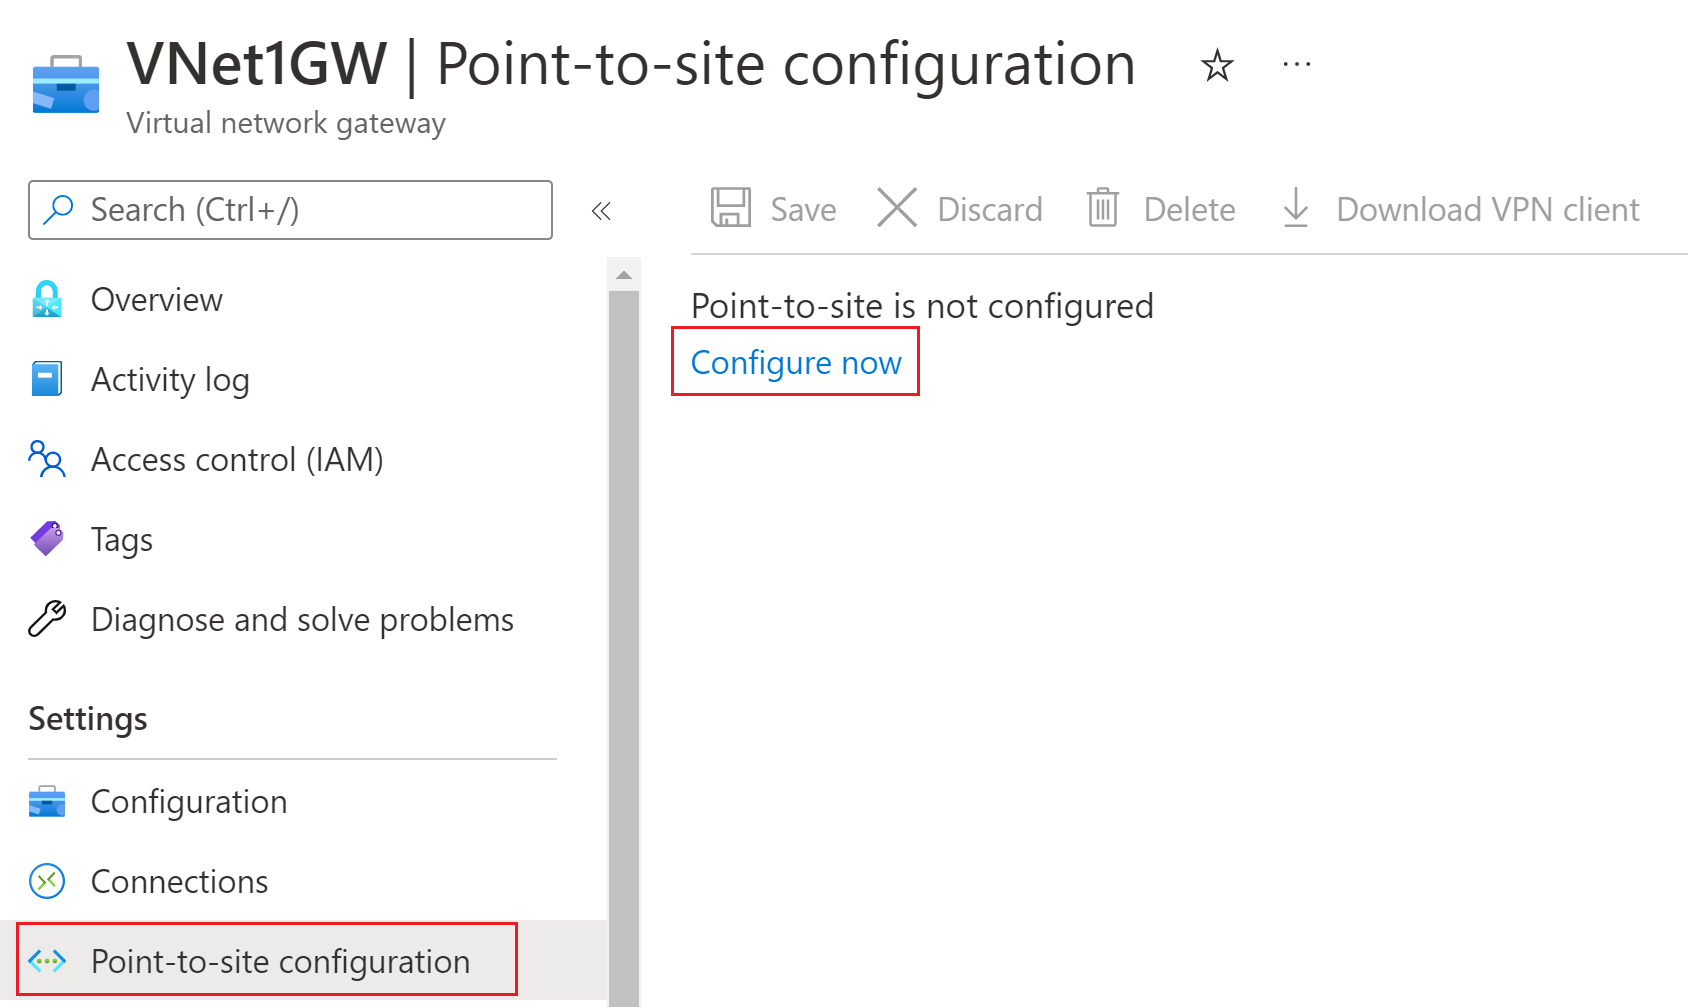 VNet1GW | Point-to-site configuration
Virtual network gateway
Search (Ctrl+/)
Save Discard Delete Download VPN client
Overview
Activity log
Access control (IAM)
Tags
Diagnose and solve problems
Settings
Configuration
Connections
Point-to-site configuration
Point-to-site is not configured
Configure now